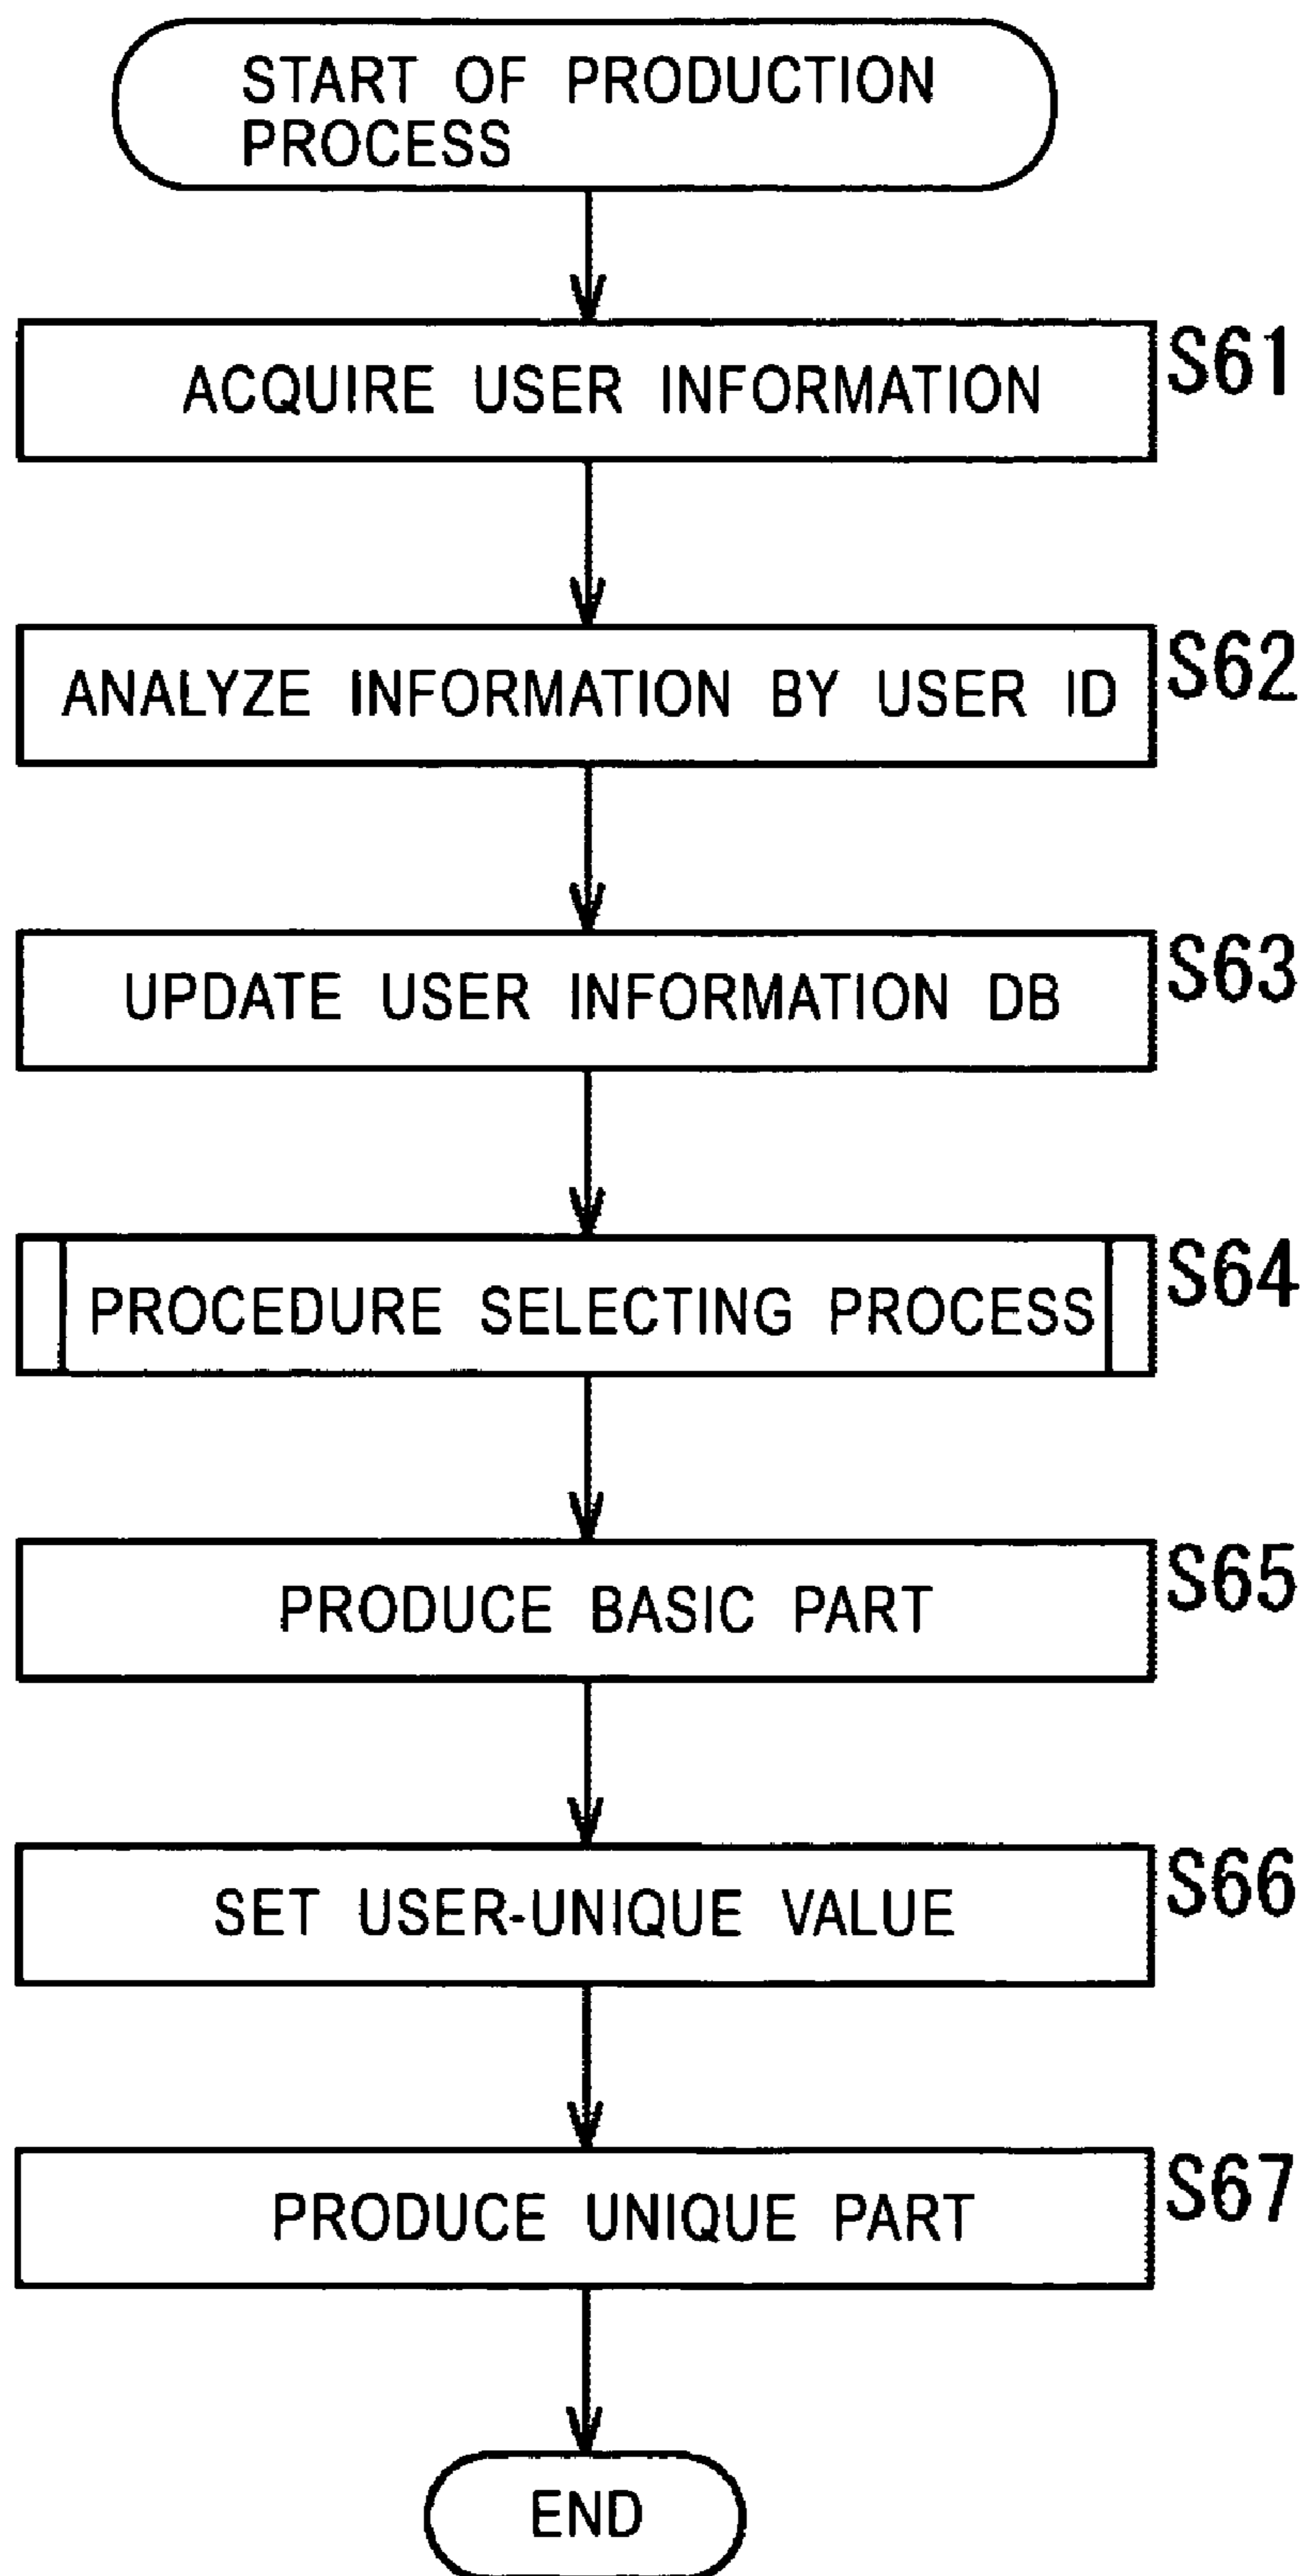 START OF PRODUCTION
PROCESS
ACQUIRE USER INFORMATION
S61
ANALYZE INFORMATION BY USER ID
S62
UPDATE USER INFORMATION DB
S63
PROCEDURE SELECTING PROCESS
S64
PRODUCE BASIC PART
S65
SET USER-UNIQUE VALUE
S66
PRODUCE UNIQUE PART
S67
END